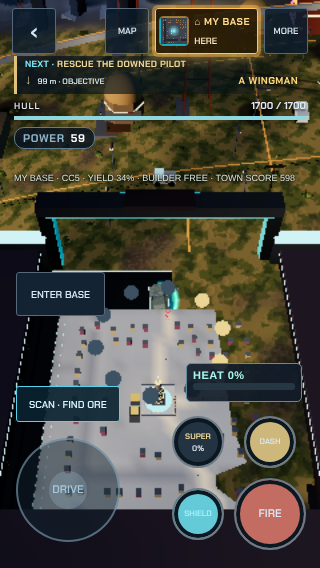 ‹
MAP
⌂ MY BASE
HERE
MORE
NEXT · RESCUE THE DOWNED PILOT
↓ 99 m · OBJECTIVE
A WINGMAN
HULL
1700 / 1700
POWER 59
MY BASE · CC5 · YIELD 34% · BUILDER FREE · TOWN SCORE 598
ENTER BASE
HEAT 0%
SCAN · FIND ORE
SUPER
0%
DASH
DRIVE
SHIELD
FIRE